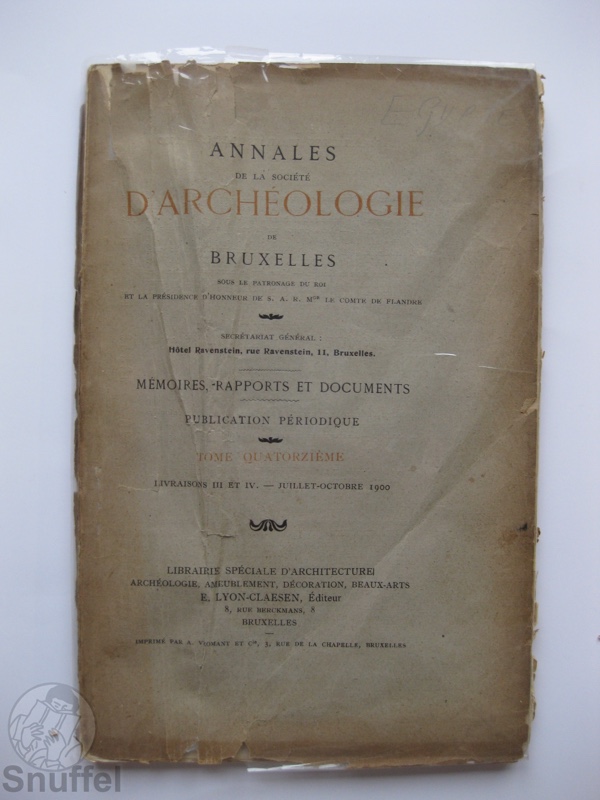 ANNALES
DE LA SOCIÉTÉ
D'ARCHÉOLOGIE
DE
BRUXELLES
SOUS LE PATRONAGE DU ROI
ET LA PRÉSIDENCE D'HONNEUR DE S. A. R. Mgr LE COMTE DE FLANDRE
SECRÉTARIAT GÉNÉRAL :
Hôtel Ravenstein, rue Ravenstein, 11, Bruxelles.
MÉMOIRES, RAPPORTS ET DOCUMENTS
PUBLICATION PÉRIODIQUE
TOME QUATORZIÈME
LIVRAISONS III ET IV. — JUILLET-OCTOBRE 1900
LIBRAIRIE SPÉCIALE D'ARCHITECTURE
ARCHÉOLOGIE, AMEUBLEMENT, DÉCORATION, BEAUX-ARTS
E. LYON-CLAESEN, Éditeur
8, RUE BERCKMANS, 8
BRUXELLES
IMPRIMÉ PAR A. VROMANT ET Cie, 3, RUE DE LA CHAPELLE, BRUXELLES
Snuffel